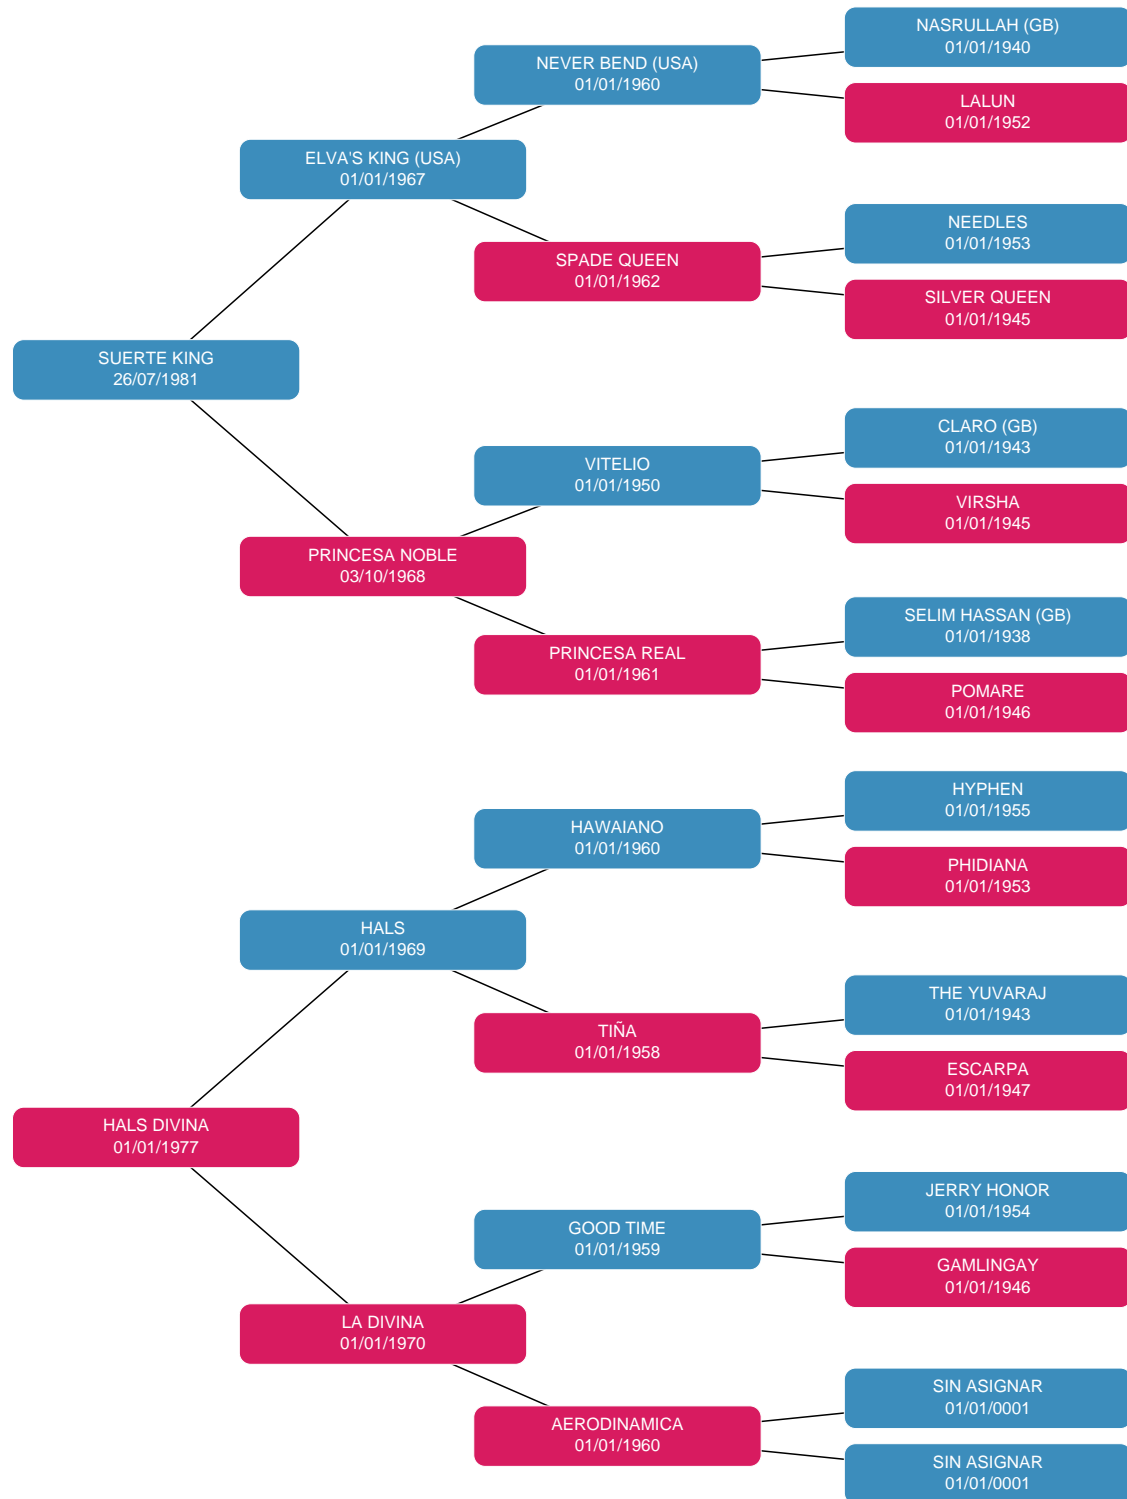 NASRULLAH (GB)
01/01/1940
NEVER BEND (USA)
01/01/1960
LALUN
01/01/1952
ELVA'S KING (USA)
01/01/1967
NEEDLES
01/01/1953
SPADE QUEEN
01/01/1962
SILVER QUEEN
01/01/1945
SUERTE KING
26/07/1981
CLARO (GB)
01/01/1943
VITELIO
01/01/1950
VIRSHA
01/01/1945
PRINCESA NOBLE
03/10/1968
SELIM HASSAN (GB)
01/01/1938
PRINCESA REAL
01/01/1961
POMARE
01/01/1946
HYPHEN
01/01/1955
HAWAIANO
01/01/1960
PHIDIANA
01/01/1953
HALS
01/01/1969
THE YUVARAJ
01/01/1943
TIÑA
01/01/1958
ESCARPA
01/01/1947
HALS DIVINA
01/01/1977
JERRY HONOR
01/01/1954
GOOD TIME
01/01/1959
GAMLINGAY
01/01/1946
LA DIVINA
01/01/1970
SIN ASIGNAR
01/01/0001
AERODINAMICA
01/01/1960
SIN ASIGNAR
01/01/0001